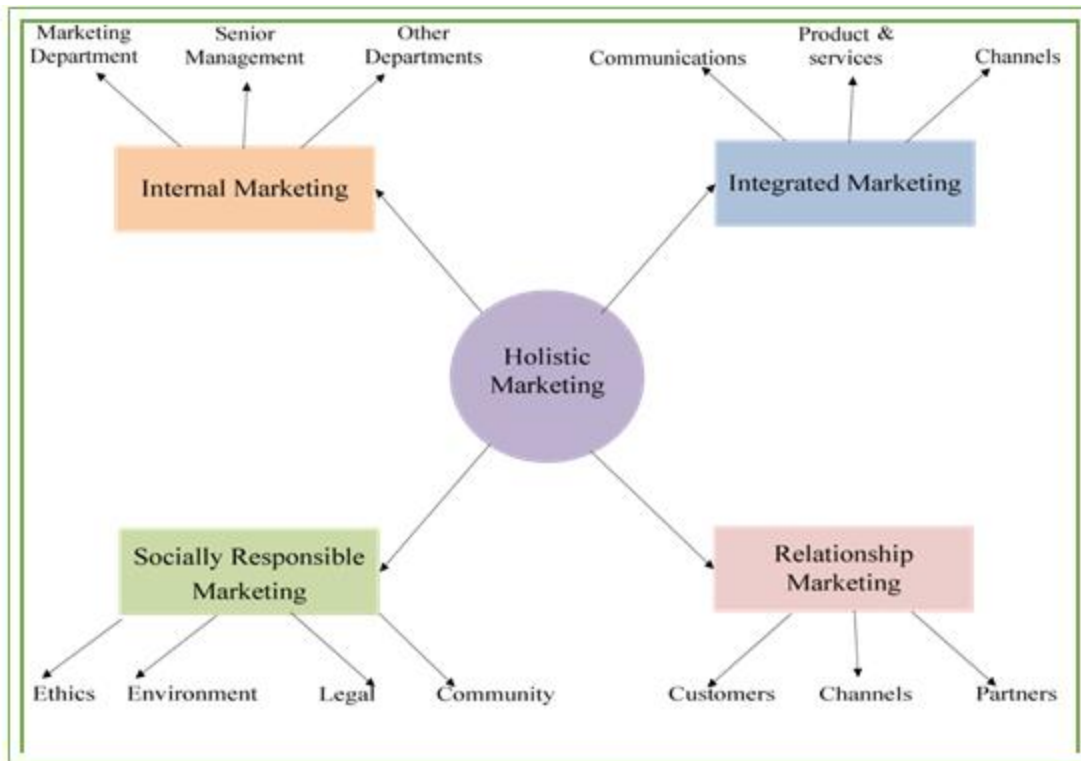 Marketing
Department
Senior
Management
Other
Departments
Communications
Product &
services
Channels
Internal Marketing
Integrated Marketing
Holistic
Marketing
Socially Responsible
Marketing
Relationship
Marketing
Ethics
Environment
Legal
Community
Customers
Channels
Partners